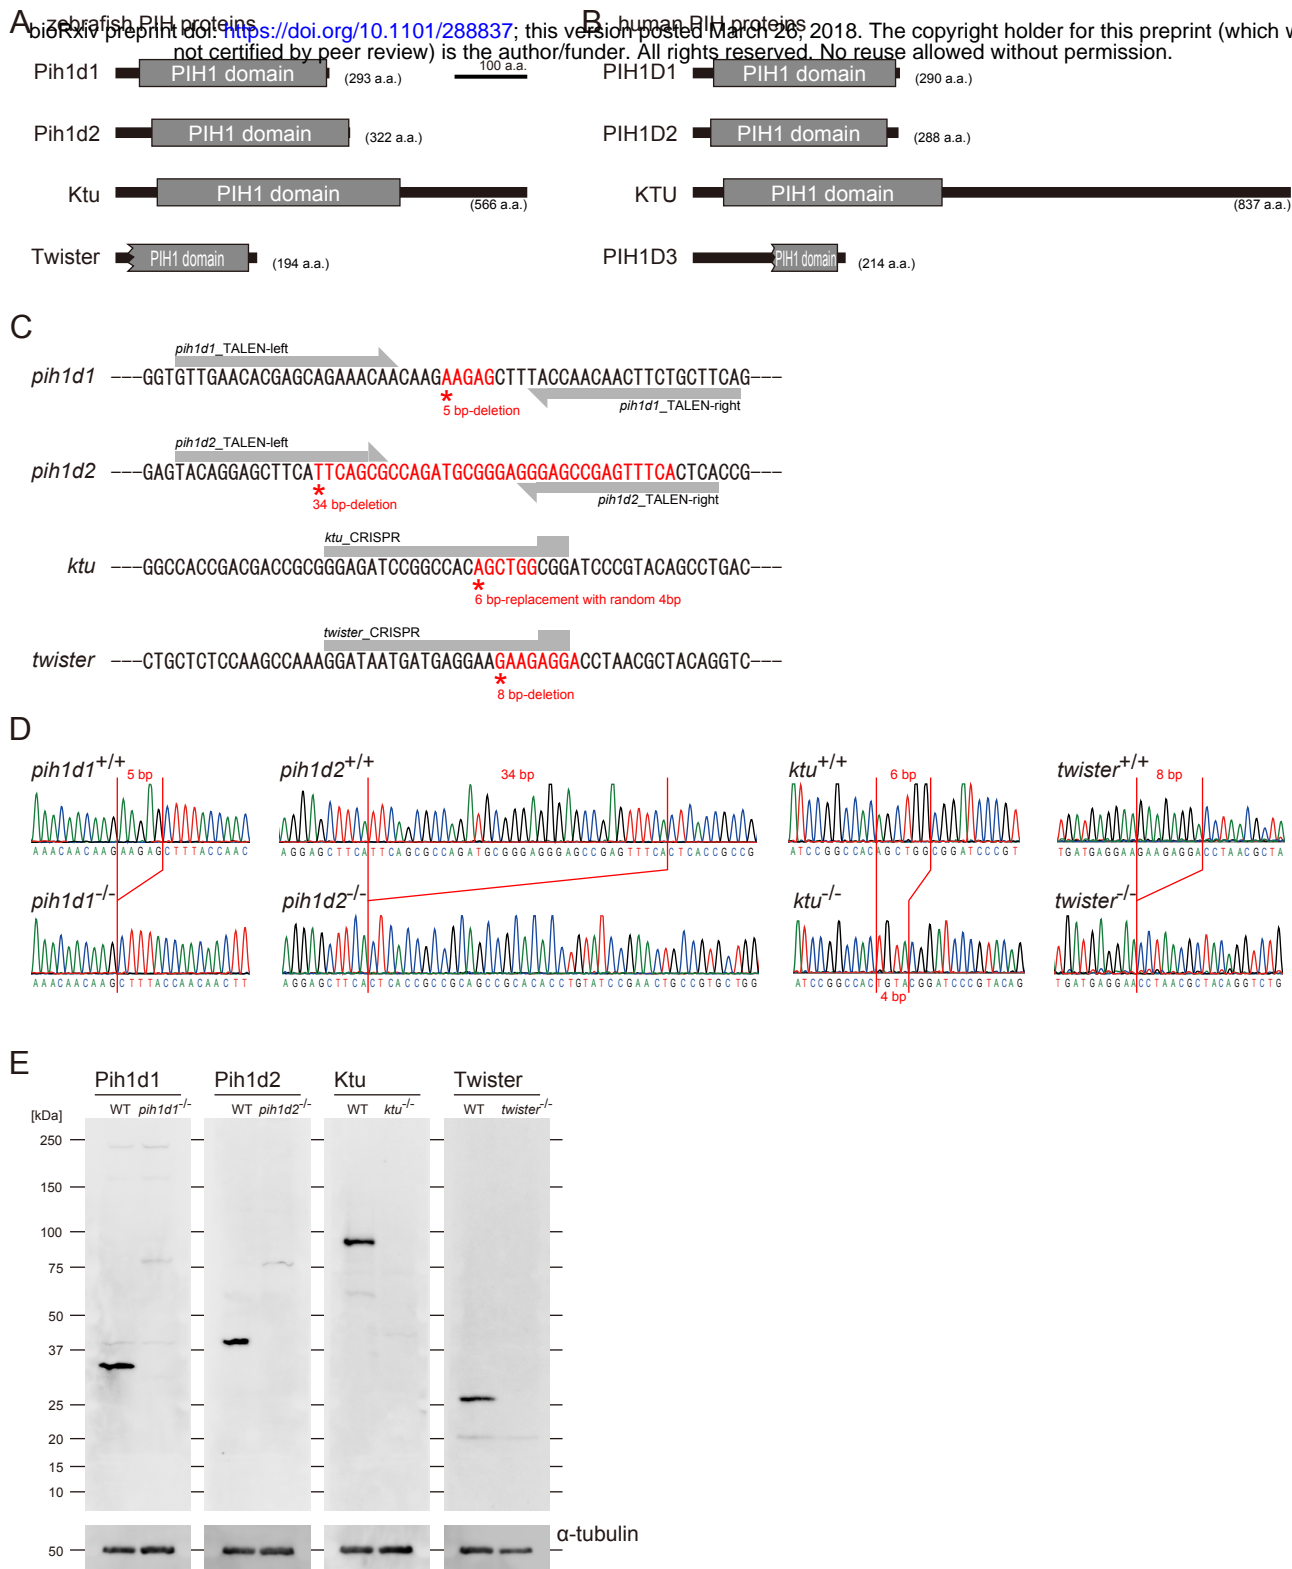 A zebrafish PIH proteins
B human PIH proteins
bioRxiv preprint doi: https://doi.org/10.1101/288837; this version posted March 26, 2018. The copyright holder for this preprint (which w
not certified by peer review) is the author/funder. All rights reserved. No reuse allowed without permission.
Pih1d1 PIH1 domain (293 a.a.) 100 a.a.
PIH1D1 PIH1 domain (290 a.a.)
Pih1d2 PIH1 domain (322 a.a.)
PIH1D2 PIH1 domain (288 a.a.)
Ktu PIH1 domain (566 a.a.)
KTU PIH1 domain (837 a.a.)
Twister PIH1 domain (194 a.a.)
PIH1D3 PIH1 domain (214 a.a.)
C
pih1d1_TALEN-left
pih1d1 ---GGTGTTGAACACGAGCAGAAACAACAAGAAGAGCTTTACCAACAACTTCTGCTTCAG---
*
5 bp-deletion
pih1d1_TALEN-right
pih1d2_TALEN-left
pih1d2 ---GAGTACAGGAGCTTCATTCAGCGCCAGATGCGGGAGGGAGCCGAGTTTCACTCACCG---
*
34 bp-deletion
pih1d2_TALEN-right
ktu_CRISPR
ktu ---GGCCACCGACGACCGCGGGAGATCCGGCCACAGCTGGCGGATCCCGTACAGCCTGAC---
*
6 bp-replacement with random 4bp
twister_CRISPR
twister ---CTGCTCTCCAAGCCAAAGGATAATGATGAGGAAGAAGAGGACCTAACGCTACAGGTC---
*
8 bp-deletion
D
pih1d1+/+ 5 bp
pih1d2+/+ 34 bp
ktu+/+ 6 bp
twister+/+ 8 bp
AAACAACAAGAAGAGCTTTACCAAC
AGGAGCTTCATTCAGCGCCAGATGCGGGAGGGAGCCGAGTTTCACTCACCGCCG
ATCCGGCCACAGCTGGCGGATCCCGT
TGATGAGGAAGAAGAGGACCTAACGCTA
pih1d1-/-
pih1d2-/-
ktu-/-
twister-/-
AAACAACAAGCTTTACCAACAACTT
AGGAGCTTCACTCACCGCCGCAGCCGCACACCTGTATCCGAACTGCCGTGCTGG
ATCCGGCCACTGTACGGATCCCGTACAG
TGATGAGGAACCTAACGCTACAGGTCTG
4 bp
E
Pih1d1 Pih1d2 Ktu Twister
[kDa] WT pih1d1-/- WT pih1d2-/- WT ktu-/- WT twister-/-
250
150
100
75
50
37
25
20
15
10
α-tubulin
50